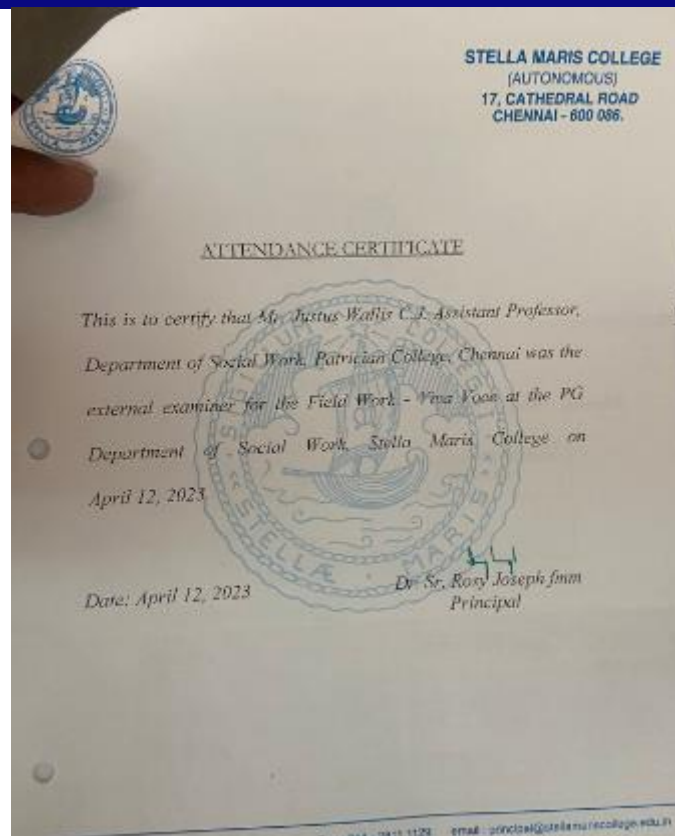 STELLA MARIS COLLEGE
(AUTONOMOUS)
17, CATHEDRAL ROAD
CHENNAI - 600 086.
ATTENDANCE CERTIFICATE
This is to certify that Mr. Justus Wallis C.J. Assistant Professor,
Department of Social Work, Patrician College, Chennai was the
external examiner for the Field Work - Viva Voce at the PG
Department of Social Work, Stella Maris College on
April 12, 2023
STELLÆ MARIS
Date: April 12, 2023
Dr. Sr. Rosy Joseph fmm
Principal
email : principal@stellamariscollege.edu.in